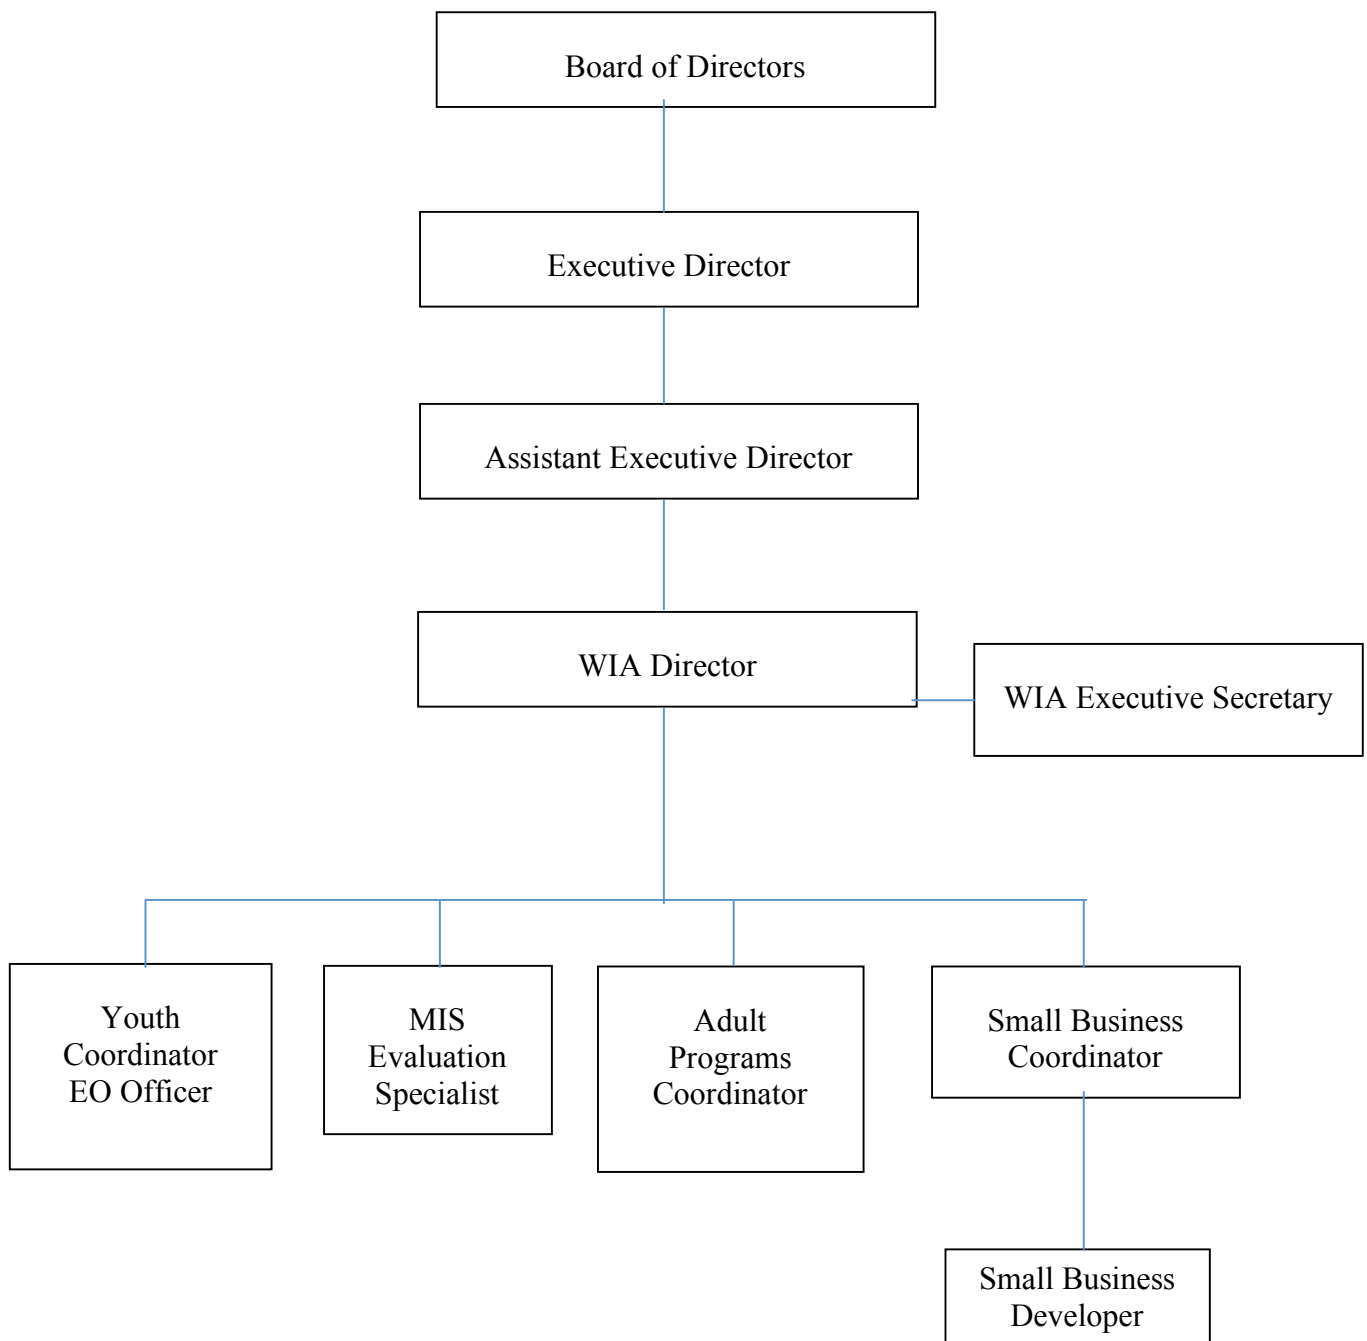 Board of Directors
Executive Director
Assistant Executive Director
WIA Director
WIA Executive Secretary
Youth
Coordinator
EO Officer
MIS
Evaluation
Specialist
Adult
Programs
Coordinator
Small Business
Coordinator
Small Business
Developer